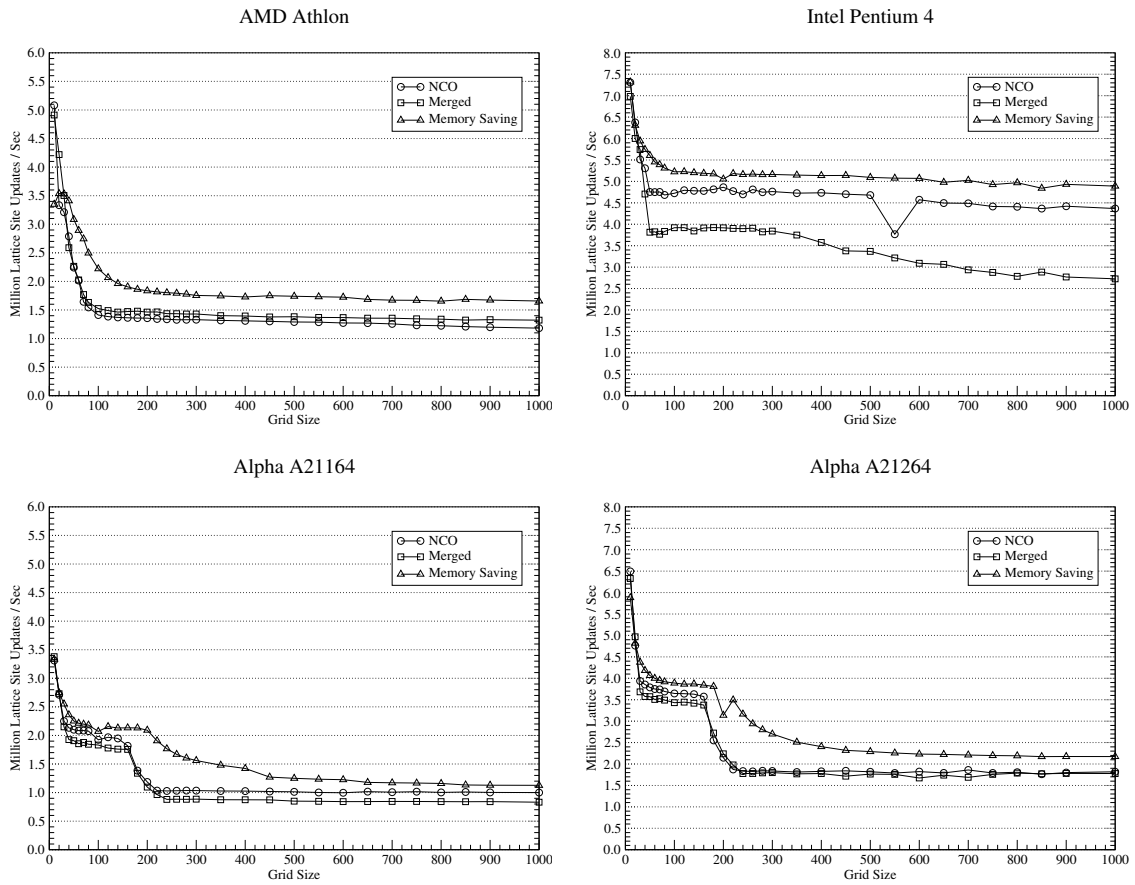 AMD Athlon
Million Lattice Site Updates / Sec
6.0
5.5
5.0
4.5
4.0
3.5
3.0
2.5
2.0
1.5
1.0
0.5
0.0
NCO
Merged
Memory Saving
0 100 200 300 400 500 600 700 800 900 1000
Grid Size
Intel Pentium 4
Million Lattice Site Updates / Sec
8.0
7.5
7.0
6.5
6.0
5.5
5.0
4.5
4.0
3.5
3.0
2.5
2.0
1.5
1.0
0.5
0.0
NCO
Merged
Memory Saving
0 100 200 300 400 500 600 700 800 900 1000
Grid Size
Alpha A21164
Million Lattice Site Updates / Sec
6.0
5.5
5.0
4.5
4.0
3.5
3.0
2.5
2.0
1.5
1.0
0.5
0.0
NCO
Merged
Memory Saving
0 100 200 300 400 500 600 700 800 900 1000
Grid Size
Alpha A21264
Million Lattice Site Updates / Sec
8.0
7.5
7.0
6.5
6.0
5.5
5.0
4.5
4.0
3.5
3.0
2.5
2.0
1.5
1.0
0.5
0.0
NCO
Merged
Memory Saving
0 100 200 300 400 500 600 700 800 900 1000
Grid Size